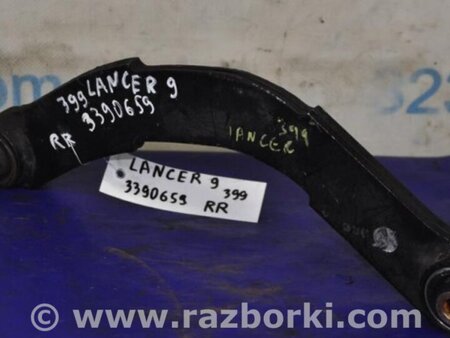 399 LANCER 9
3390659
RR
399
LANCER
LANCER 9
399
3390659 RR
© www.razborki.com